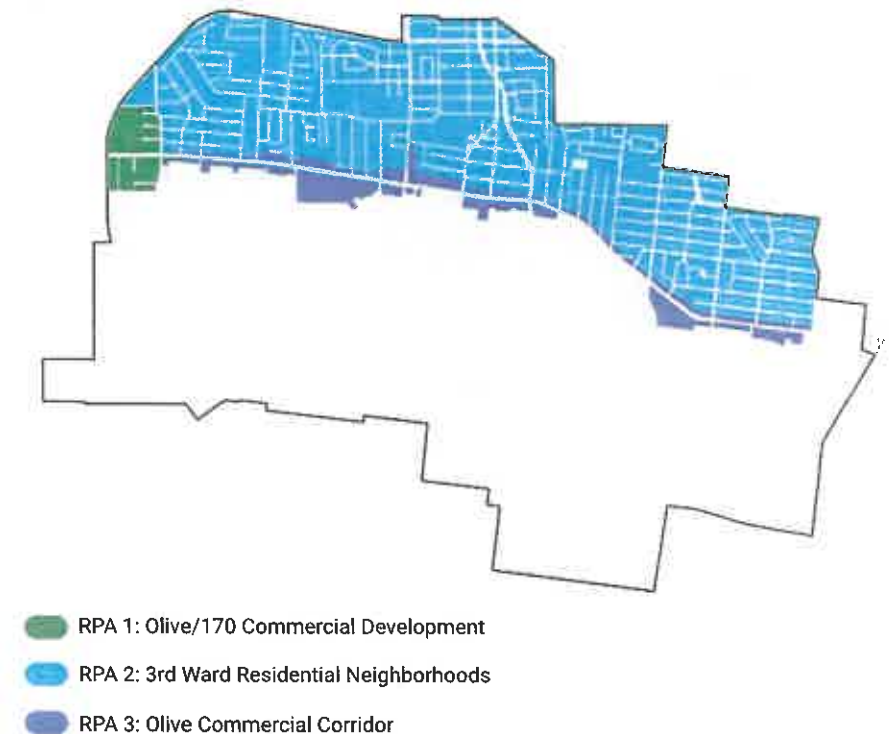 RPA 1: Olive/170 Commercial Development
RPA 2: 3rd Ward Residential Neighborhoods
RPA 3: Olive Commercial Corridor